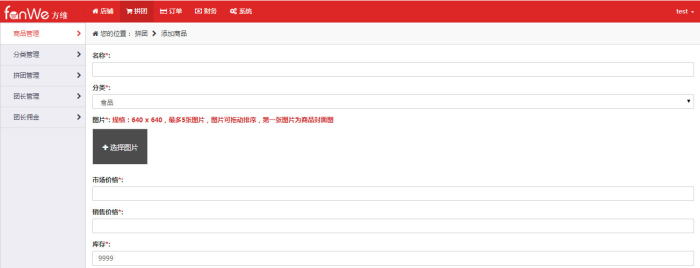 fanWe 方维 店铺 拼团 订单 财务 系统 test
商品管理
分类管理
拼团管理
团长管理
团长佣金
您的位置： 拼团 > 添加商品
名称*:
分类*:
食品
图片*: 规格：640 x 640，最多5张图片，图片可拖动排序，第一张图片为商品封面图
+ 选择图片
市场价格*:
销售价格*:
库存*:
9999